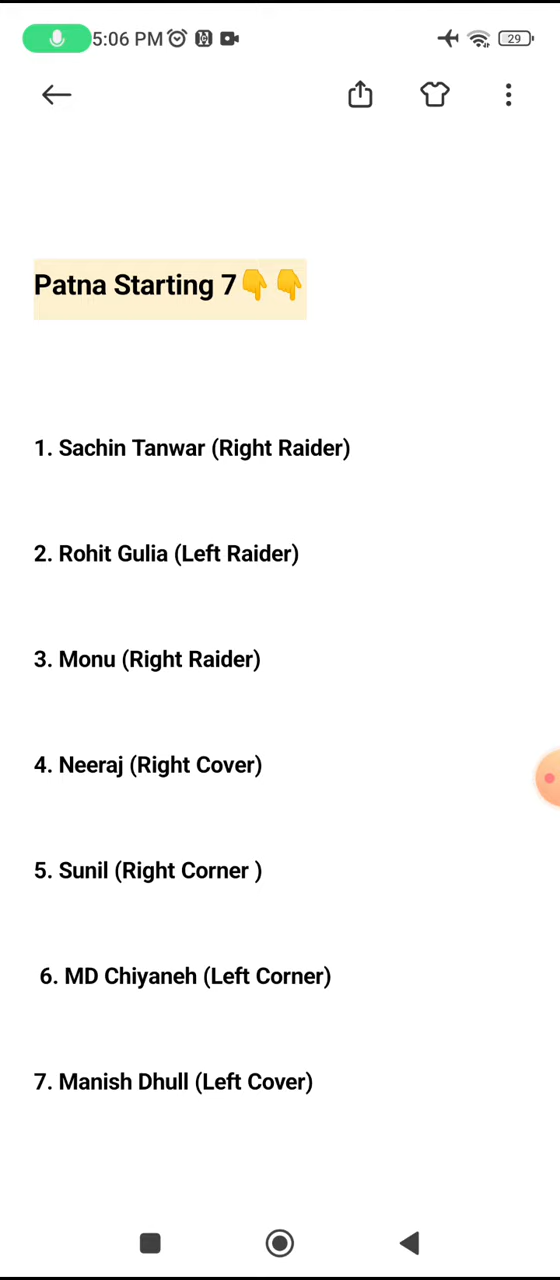 5:06 PM
29
Patna Starting 7👇👇
1. Sachin Tanwar (Right Raider)
2. Rohit Gulia (Left Raider)
3. Monu (Right Raider)
4. Neeraj (Right Cover)
5. Sunil (Right Corner )
6. MD Chiyaneh (Left Corner)
7. Manish Dhull (Left Cover)